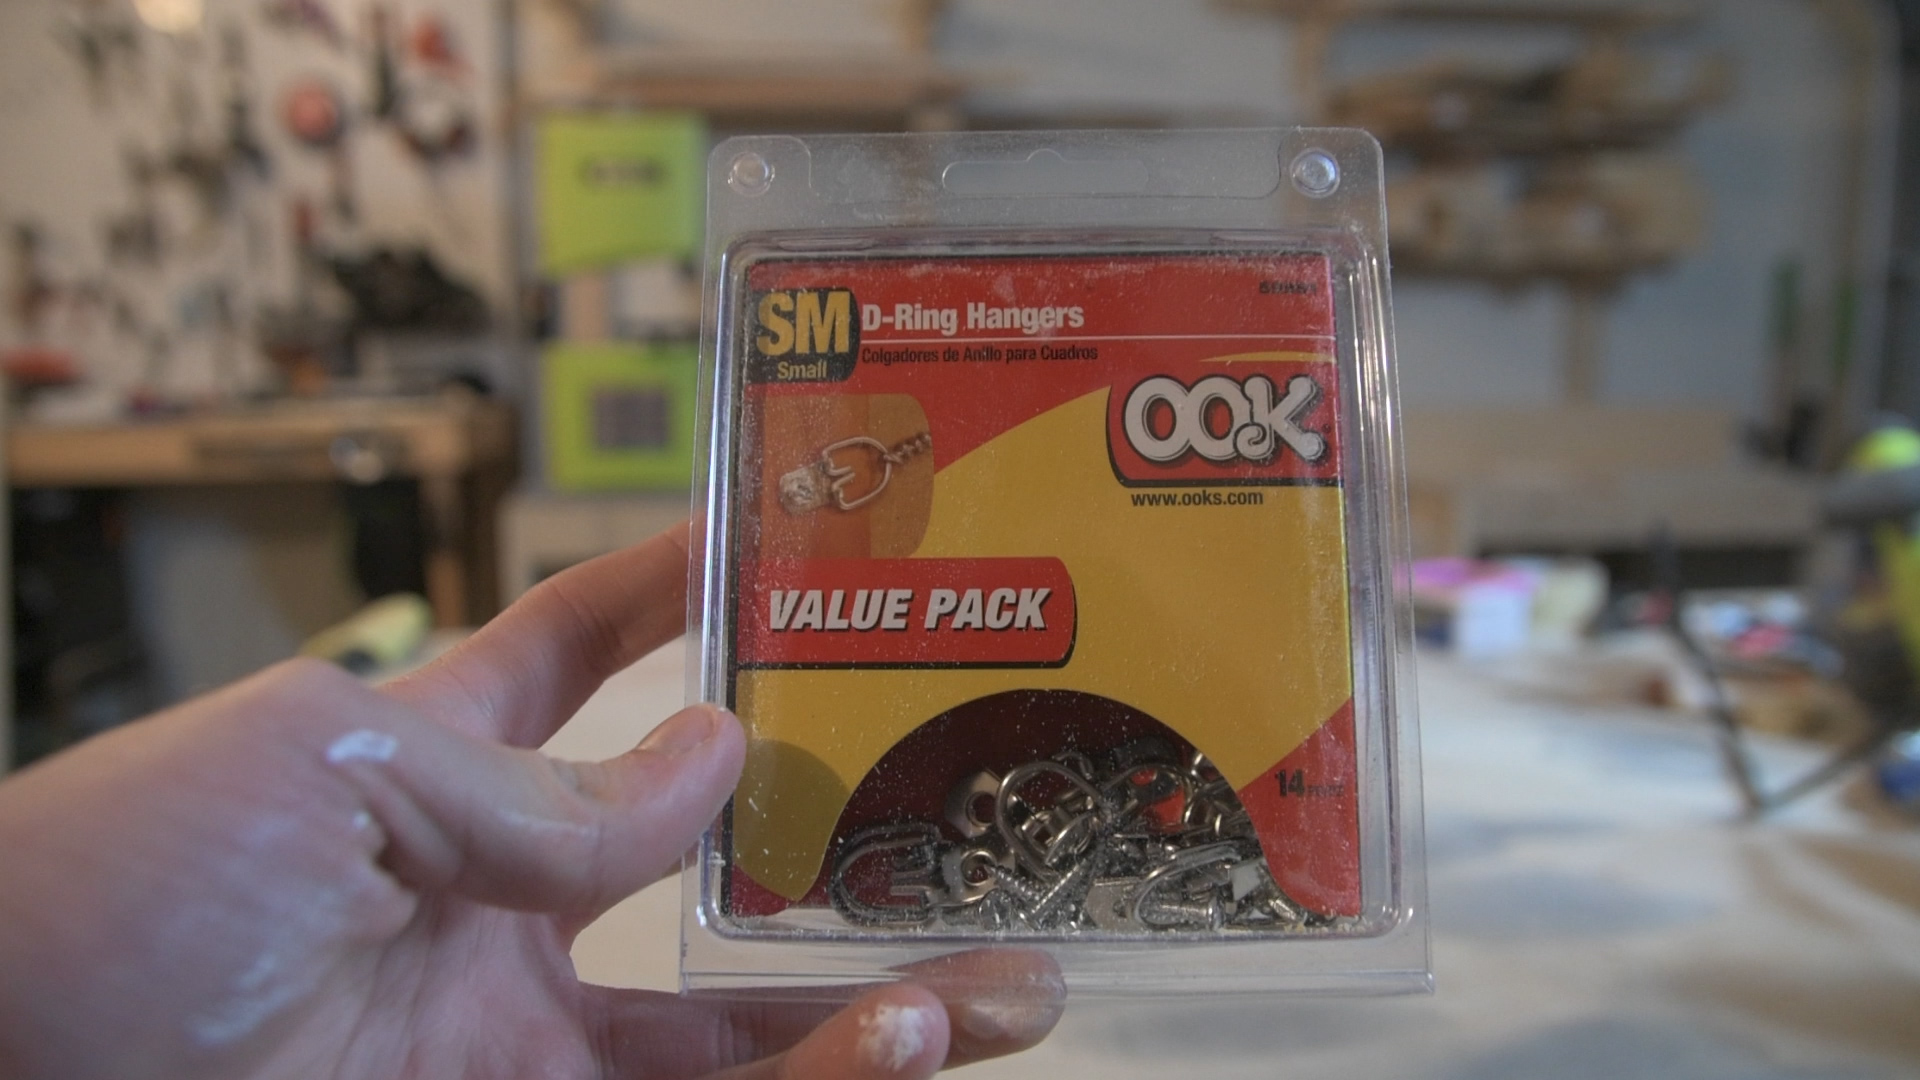 SM
Small
D-Ring Hangers
Colgadores de Anillo para Cuadros
OOK
www.ooks.com
VALUE PACK
14